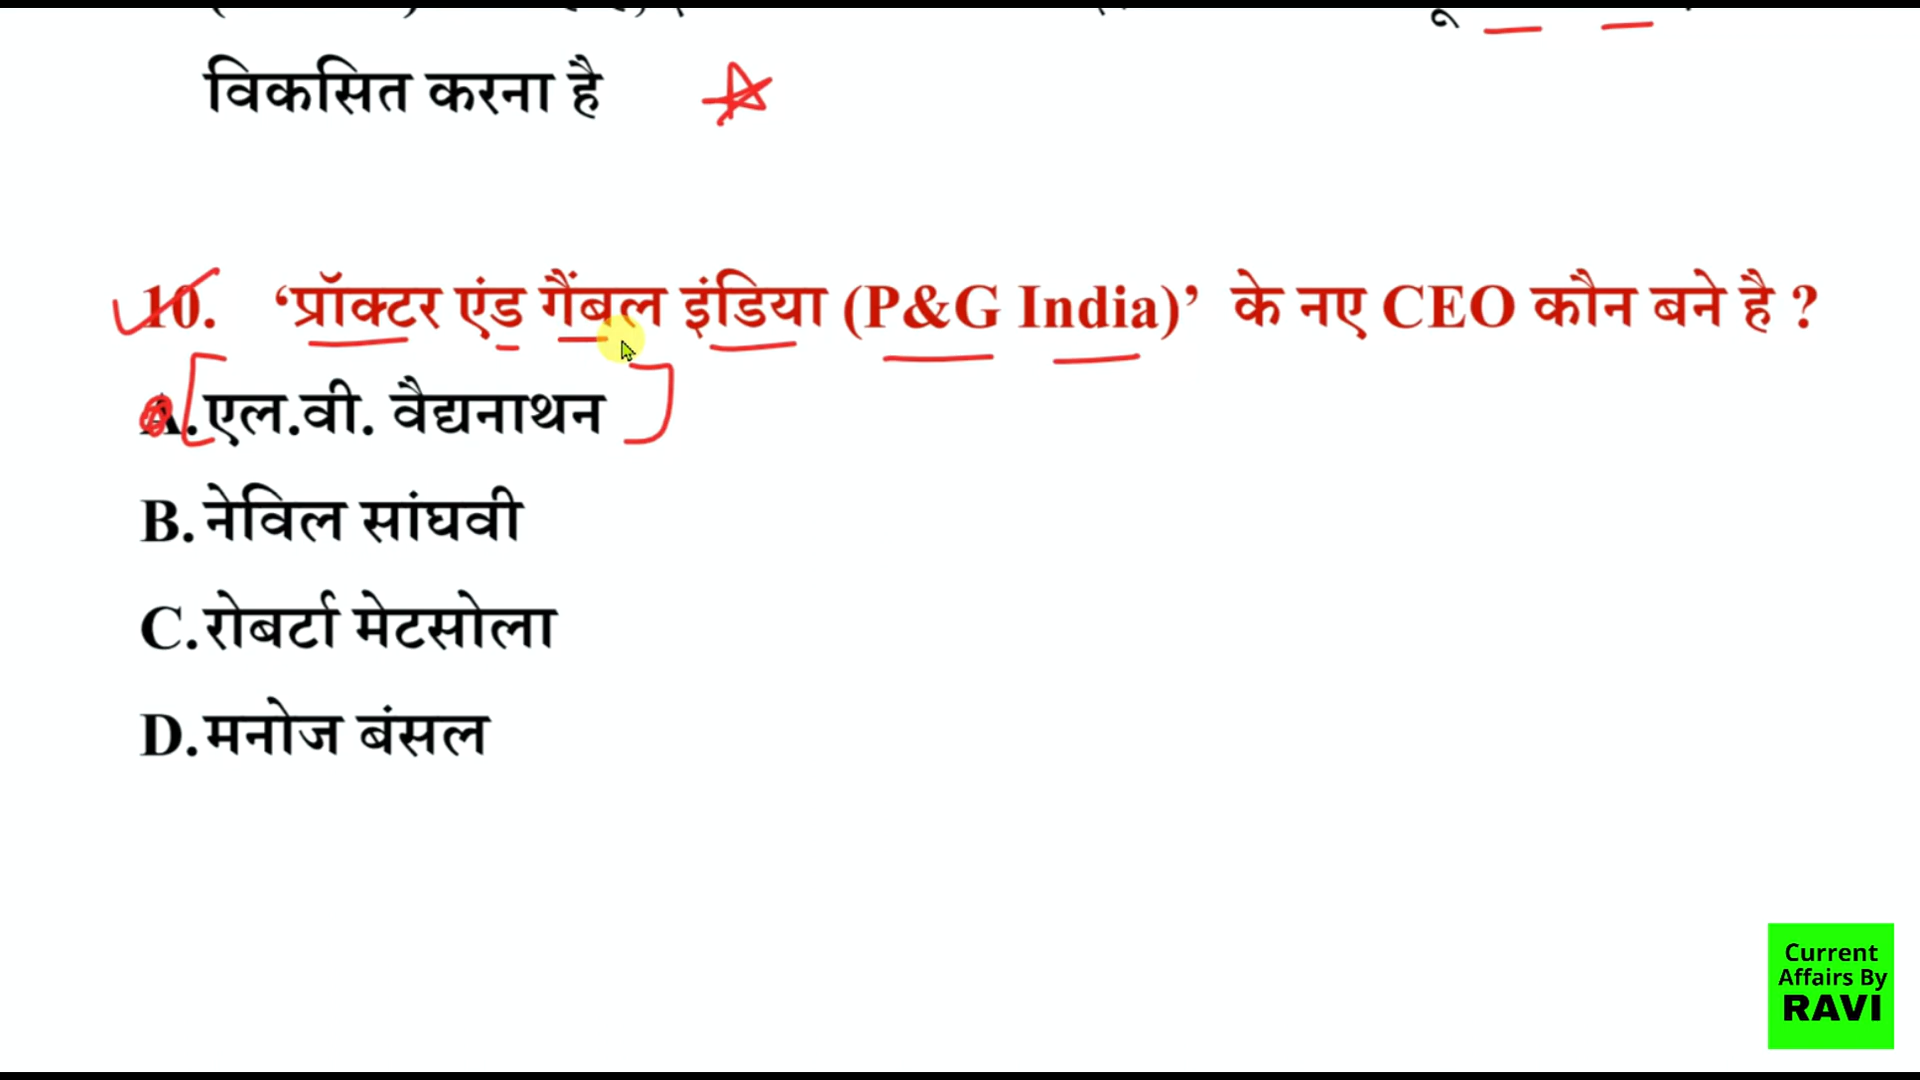 विकसित करना है
10. ‘प्रॉक्टर एंड गैंबल इंडिया (P&G India)’ के नए CEO कौन बने है ?
A. एल.वी. वैद्यनाथन
B. नेविल सांघवी
C. रोबर्टा मेटसोला
D. मनोज बंसल
Current
Affairs By
RAVI